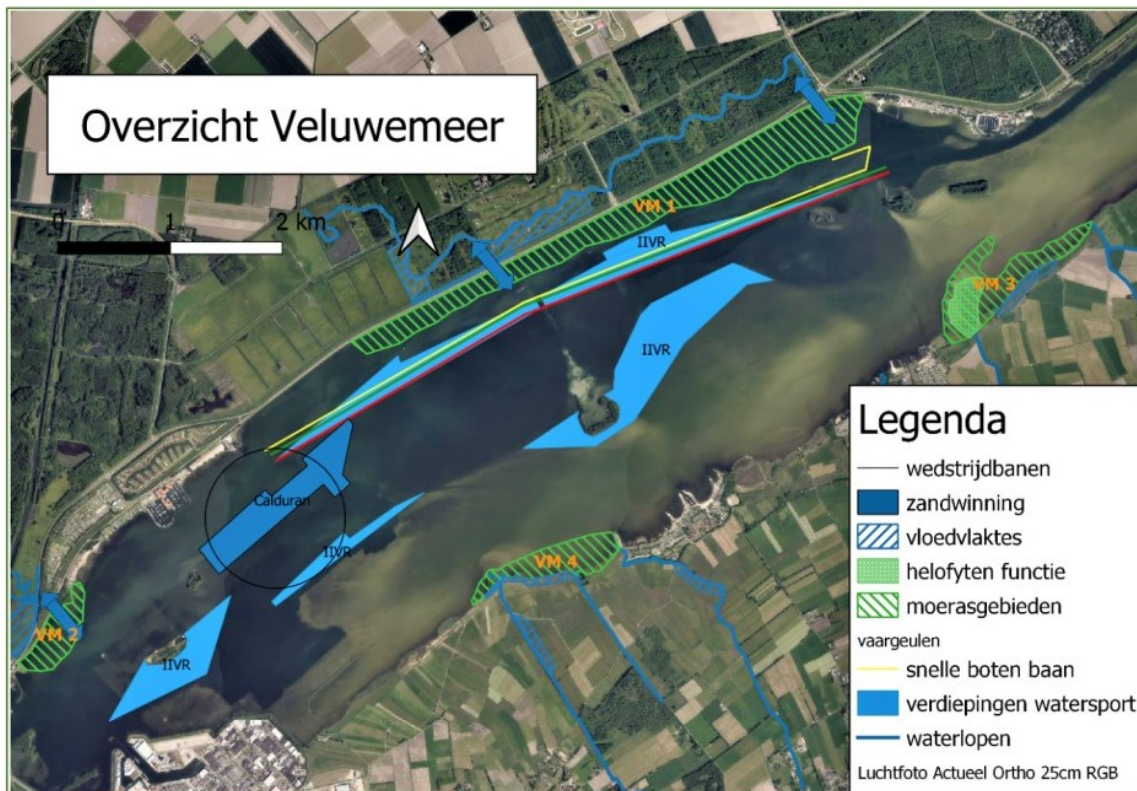 Overzicht Veluwemeer
0 1 2 km
VM 1
IIVR
VM 3
IIVR
Calduran
IIVR
VM 4
VM 2
IIVR
Legenda
wedstrijdbanen
zandwinning
vloedvlaktes
helofyten functie
moerasgebieden
vaargeulen
snelle boten baan
verdiepingen watersport
waterlopen
Luchtfoto Actueel Ortho 25cm RGB